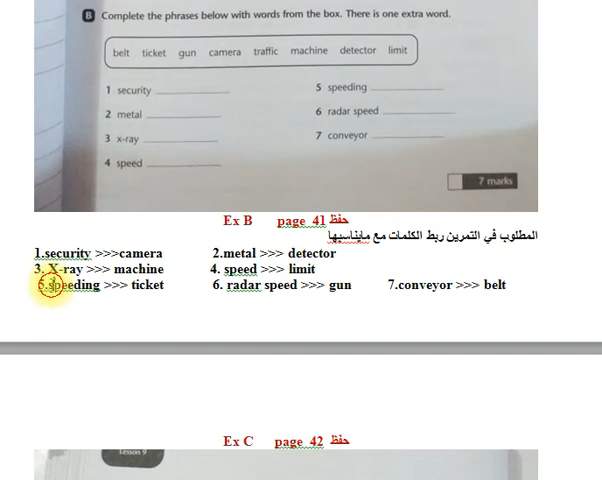 B Complete the phrases below with words from the box. There is one extra word.
belt ticket gun camera traffic machine detector limit
1 security
5 speeding
2 metal
6 radar speed
3 x-ray
7 conveyor
4 speed
7 marks
Ex B page 41 حفظ
المطلوب في التمرين ربط الكلمات مع مايناسبها
1.security >>>camera 2.metal >>> detector
3. X-ray >>> machine 4. speed >>> limit
5.speeding >>> ticket 6. radar speed >>> gun 7.conveyor >>> belt
Ex C page 42 حفظ
Lesson 9